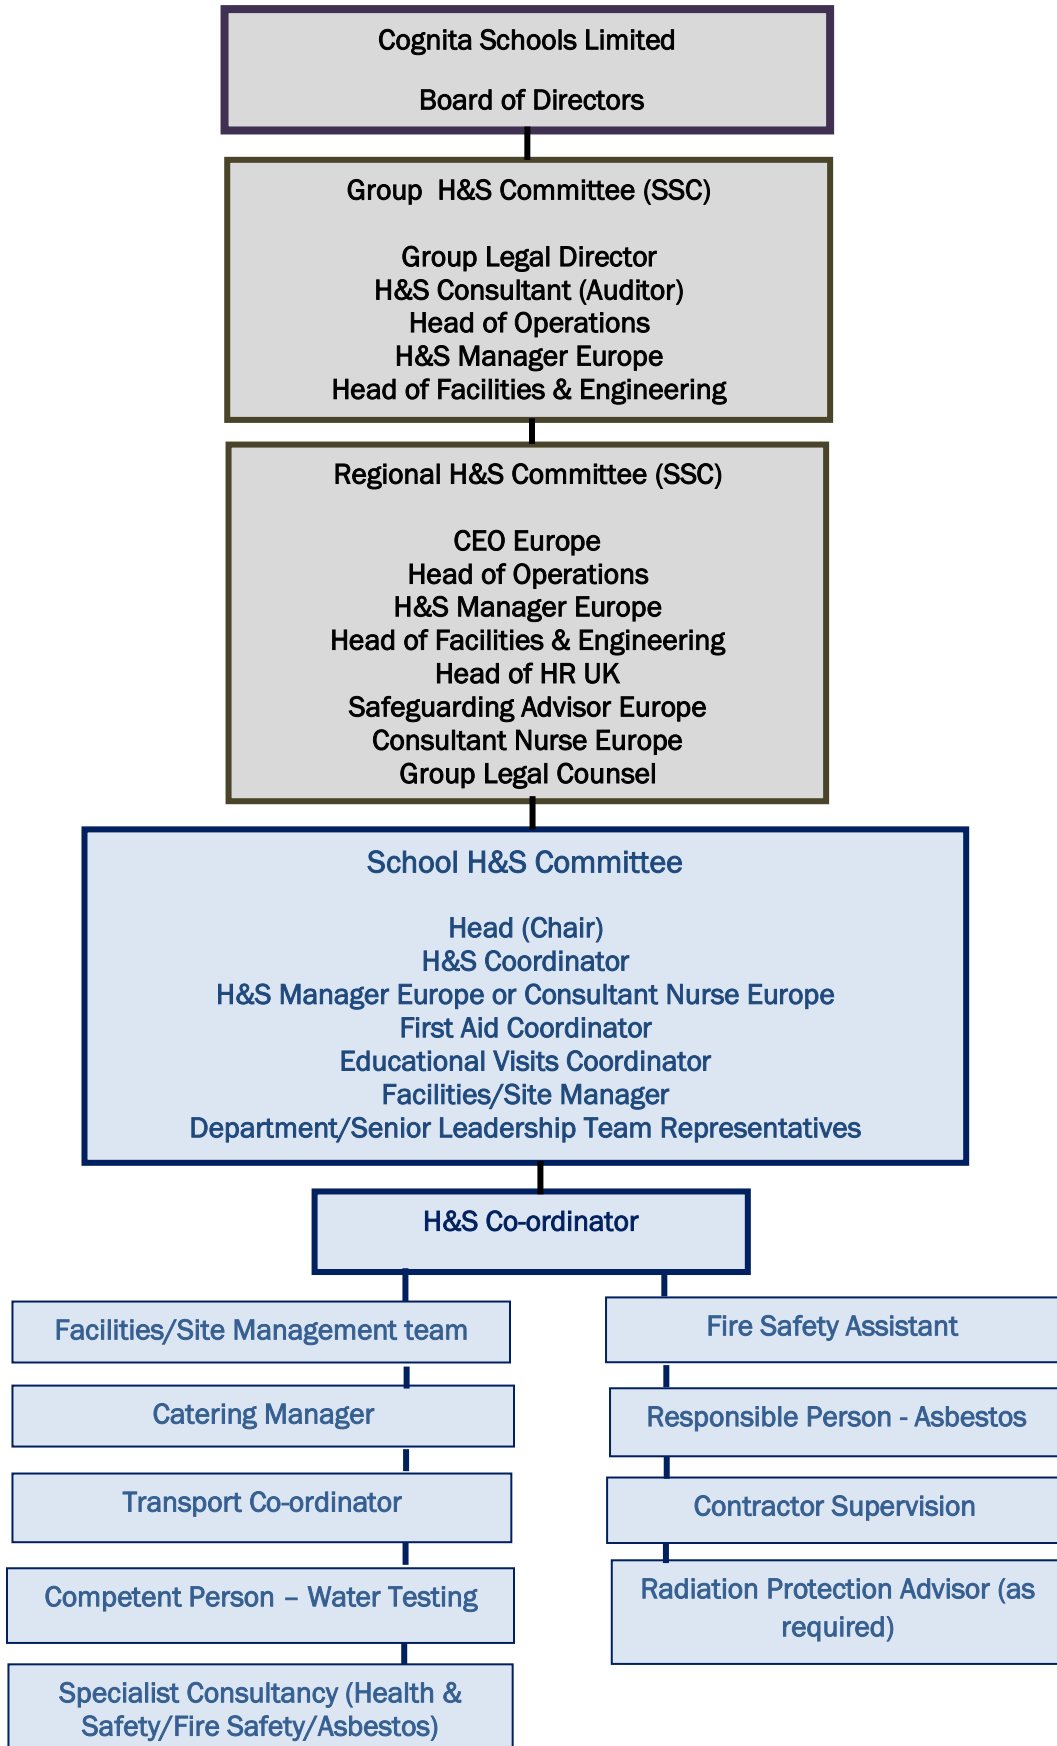 Cognita Schools Limited
Board of Directors
Group H&S Committee (SSC)
Group Legal Director
H&S Consultant (Auditor)
Head of Operations
H&S Manager Europe
Head of Facilities & Engineering
Regional H&S Committee (SSC)
CEO Europe
Head of Operations
H&S Manager Europe
Head of Facilities & Engineering
Head of HR UK
Safeguarding Advisor Europe
Consultant Nurse Europe
Group Legal Counsel
School H&S Committee
Head (Chair)
H&S Coordinator
H&S Manager Europe or Consultant Nurse Europe
First Aid Coordinator
Educational Visits Coordinator
Facilities/Site Manager
Department/Senior Leadership Team Representatives
H&S Co-ordinator
Facilities/Site Management team
Catering Manager
Transport Co-ordinator
Competent Person – Water Testing
Specialist Consultancy (Health &
Safety/Fire Safety/Asbestos)
Fire Safety Assistant
Responsible Person - Asbestos
Contractor Supervision
Radiation Protection Advisor (as
required)